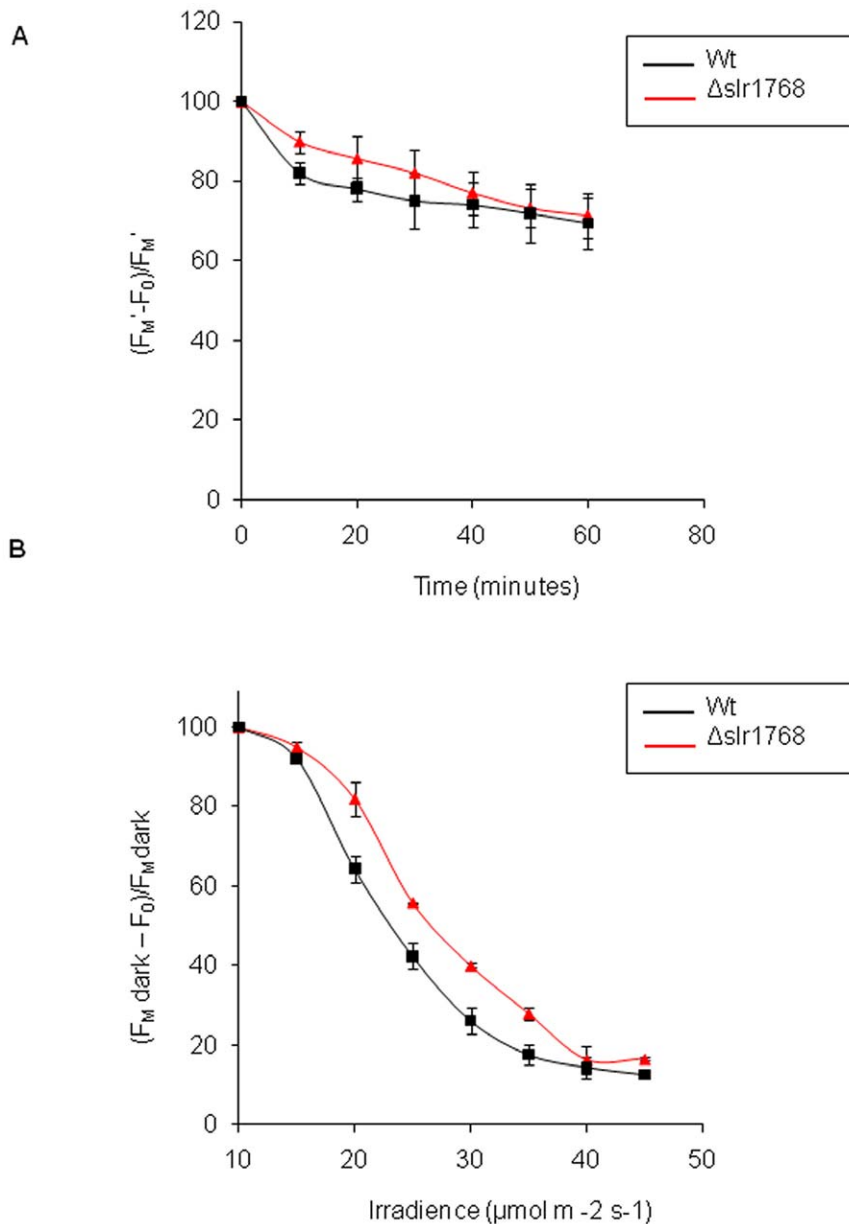 A
120
100
80
60
40
20
0
(FM'-F0)/FM'
0 20 40 60 80
Time (minutes)
Wt
Δslr1768
B
100
80
60
40
20
0
(FM dark – F0)/FM dark
10 20 30 40 50
Irradience (µmol m -2 s-1)
Wt
Δslr1768